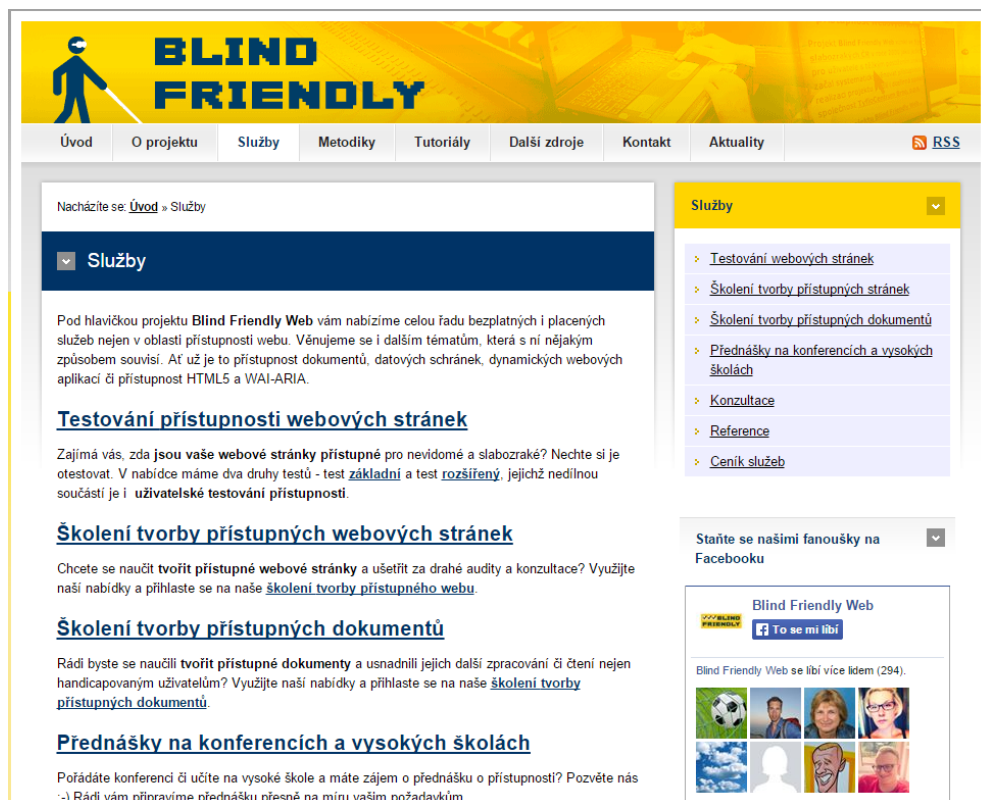 BLIND
FRIENDLY
Úvod
O projektu
Služby
Metodiky
Tutoriály
Další zdroje
Kontakt
Aktuality
RSS
Nacházíte se: Úvod » Služby
Služby
Pod hlavičkou projektu Blind Friendly Web vám nabízíme celou řadu bezplatných i placených
služeb nejen v oblasti přístupnosti webu. Věnujeme se i dalším tématům, která s ní nějakým
způsobem souvisí. Ať už je to přístupnost dokumentů, datových schránek, dynamických webových
aplikací či přístupnost HTML5 a WAI-ARIA.
Testování přístupnosti webových stránek
Zajímá vás, zda jsou vaše webové stránky přístupné pro nevidomé a slabozraké? Nechte si je
otestovat. V nabídce máme dva druhy testů - test základní a test rozšířený, jejichž nedílnou
součástí je i uživatelské testování přístupnosti.
Školení tvorby přístupných webových stránek
Chcete se naučit tvořit přístupné webové stránky a ušetřit za drahé audity a konzultace? Využijte
naší nabídky a přihlaste se na naše školení tvorby přístupného webu.
Školení tvorby přístupných dokumentů
Rádi byste se naučili tvořit přístupné dokumenty a usnadnili jejich další zpracování či čtení nejen
handicapovaným uživatelům? Využijte naší nabídky a přihlaste se na naše školení tvorby
přístupných dokumentů.
Přednášky na konferencích a vysokých školách
Pořádáte konferenci či učíte na vysoké škole a máte zájem o přednášku o přístupnosti? Pozvěte nás
:-) Rádi vám připravíme přednášku přesně na míru vašim požadavkům.
Služby
Testování webových stránek
Školení tvorby přístupných stránek
Školení tvorby přístupných dokumentů
Přednášky na konferencích a vysokých
školách
Konzultace
Reference
Ceník služeb
Staňte se našimi fanoušky na
Facebooku
BLIND
FRIENDLY
Blind Friendly Web
To se mi líbí
Blind Friendly Web se líbí více lidem (294).